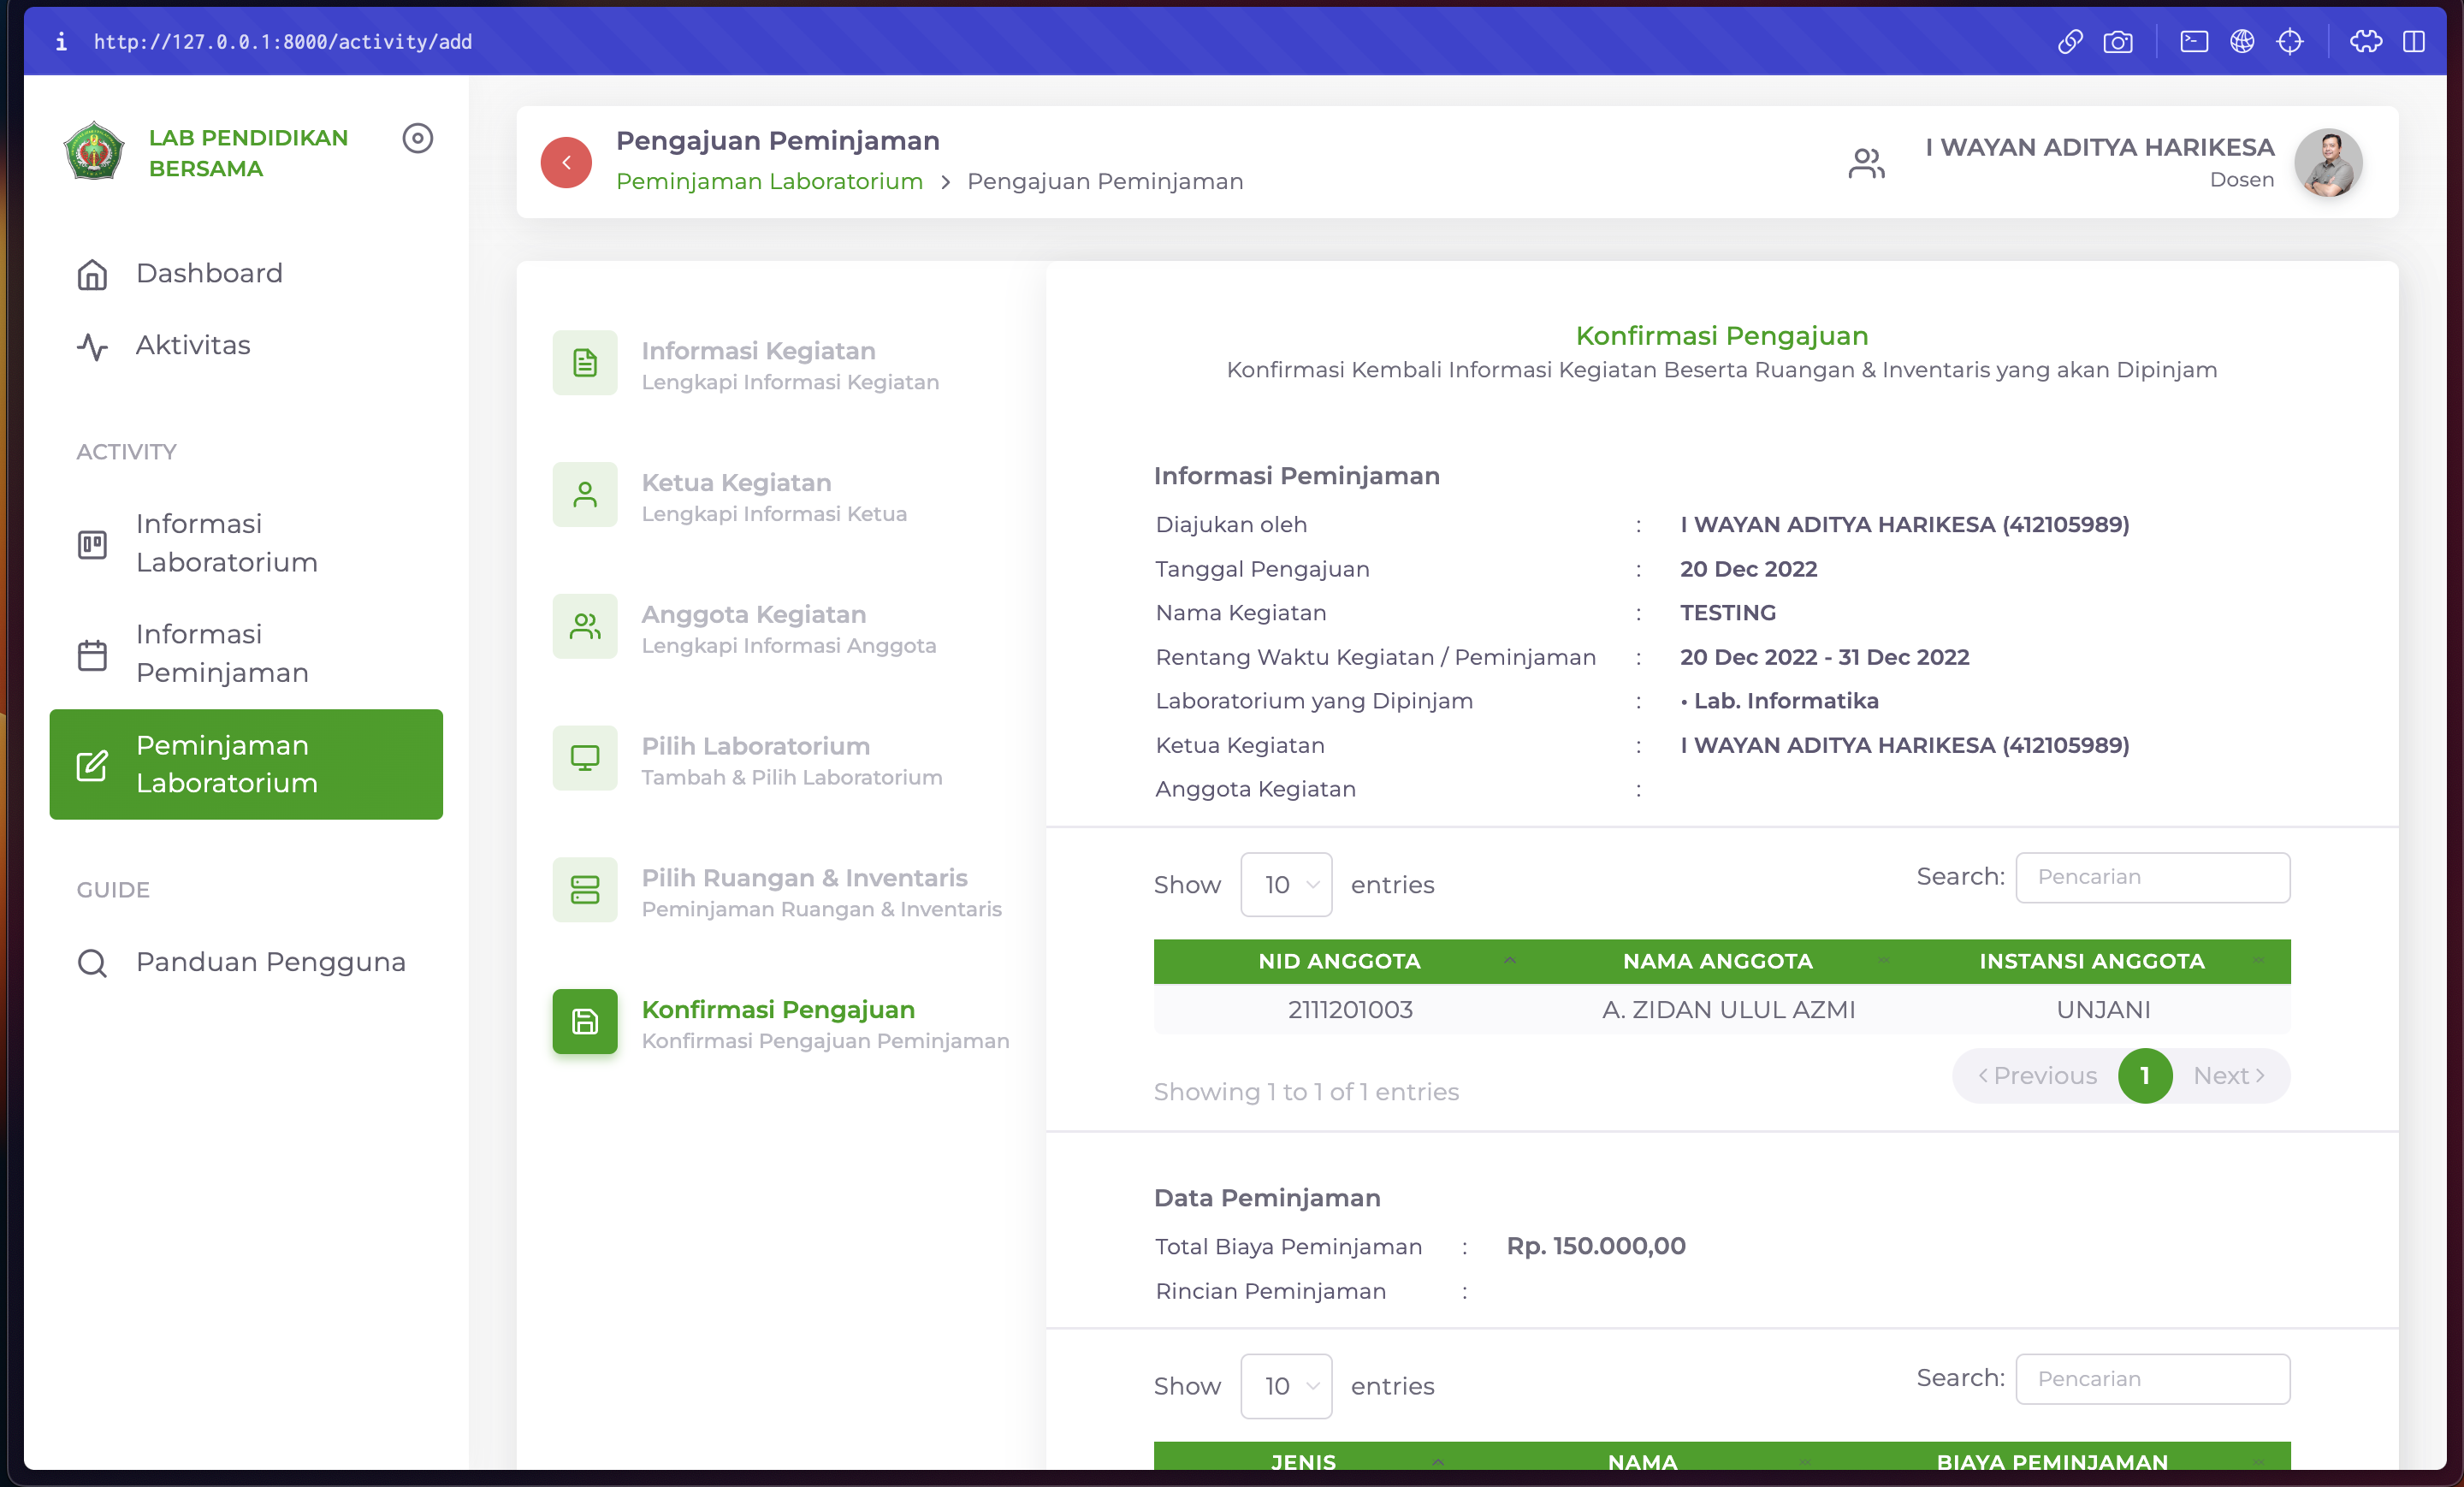 i http://127.0.0.1:8000/activity/add
LAB PENDIDIKAN
BERSAMA
Dashboard
Aktivitas
ACTIVITY
Informasi
Laboratorium
Informasi
Peminjaman
Peminjaman
Laboratorium
GUIDE
Panduan Pengguna
Pengajuan Peminjaman
Peminjaman Laboratorium > Pengajuan Peminjaman
I WAYAN ADITYA HARIKESA
Dosen
Informasi Kegiatan
Lengkapi Informasi Kegiatan
Ketua Kegiatan
Lengkapi Informasi Ketua
Anggota Kegiatan
Lengkapi Informasi Anggota
Pilih Laboratorium
Tambah & Pilih Laboratorium
Pilih Ruangan & Inventaris
Peminjaman Ruangan & Inventaris
Konfirmasi Pengajuan
Konfirmasi Pengajuan Peminjaman
Konfirmasi Pengajuan
Konfirmasi Kembali Informasi Kegiatan Beserta Ruangan & Inventaris yang akan Dipinjam
Informasi Peminjaman
Diajukan oleh : I WAYAN ADITYA HARIKESA (412105989)
Tanggal Pengajuan : 20 Dec 2022
Nama Kegiatan : TESTING
Rentang Waktu Kegiatan / Peminjaman : 20 Dec 2022 - 31 Dec 2022
Laboratorium yang Dipinjam : • Lab. Informatika
Ketua Kegiatan : I WAYAN ADITYA HARIKESA (412105989)
Anggota Kegiatan :
Show 10 entries Search: Pencarian
NID ANGGOTA NAMA ANGGOTA INSTANSI ANGGOTA
2111201003 A. ZIDAN ULUL AZMI UNJANI
Showing 1 to 1 of 1 entries < Previous 1 Next >
Data Peminjaman
Total Biaya Peminjaman : Rp. 150.000,00
Rincian Peminjaman :
Show 10 entries Search: Pencarian
JENIS NAMA BIAYA PEMINJAMAN